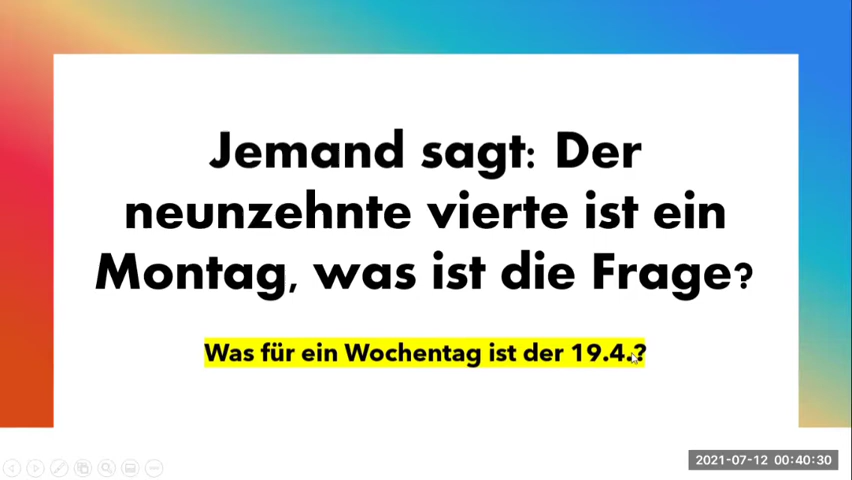 Jemand sagt: Der
neunzehnte vierte ist ein
Montag, was ist die Frage?
Was für ein Wochentag ist der 19.4.?
2021-07-12 00:40:30